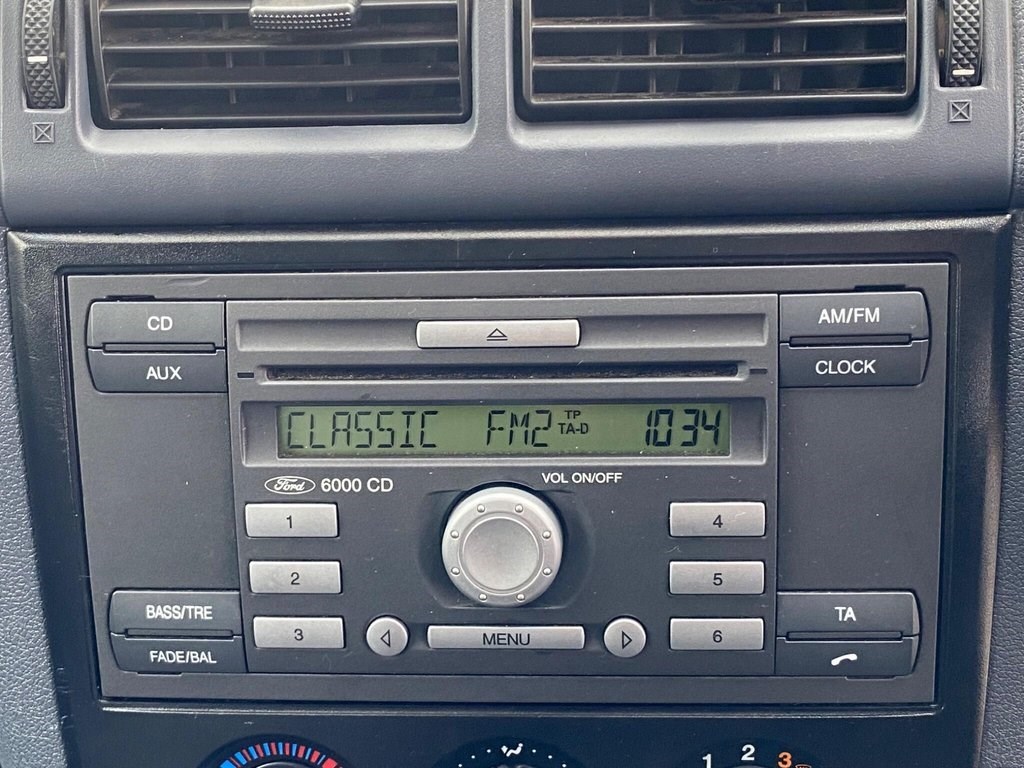 CD
AUX
AM/FM
CLOCK
CLASSIC FM2 TP TA-D 1034
Ford 6000 CD
VOL ON/OFF
1
4
2
5
3
6
MENU
BASS/TRE
FADE/BAL
TA
1 2 3